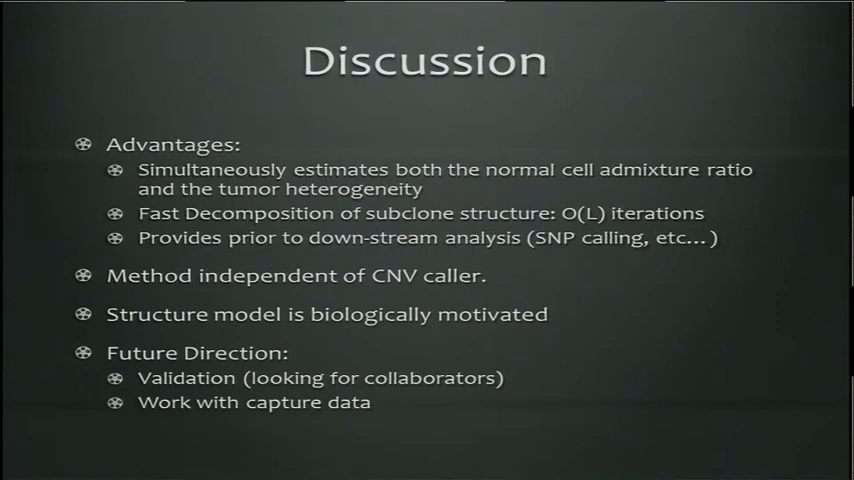 Discussion
Advantages:
Simultaneously estimates both the normal cell admixture ratio
and the tumor heterogeneity
Fast Decomposition of subclone structure: O(L) iterations
Provides prior to down-stream analysis (SNP calling, etc... )
Method independent of CNV caller.
Structure model is biologically motivated
Future Direction:
Validation (looking for collaborators)
Work with capture data